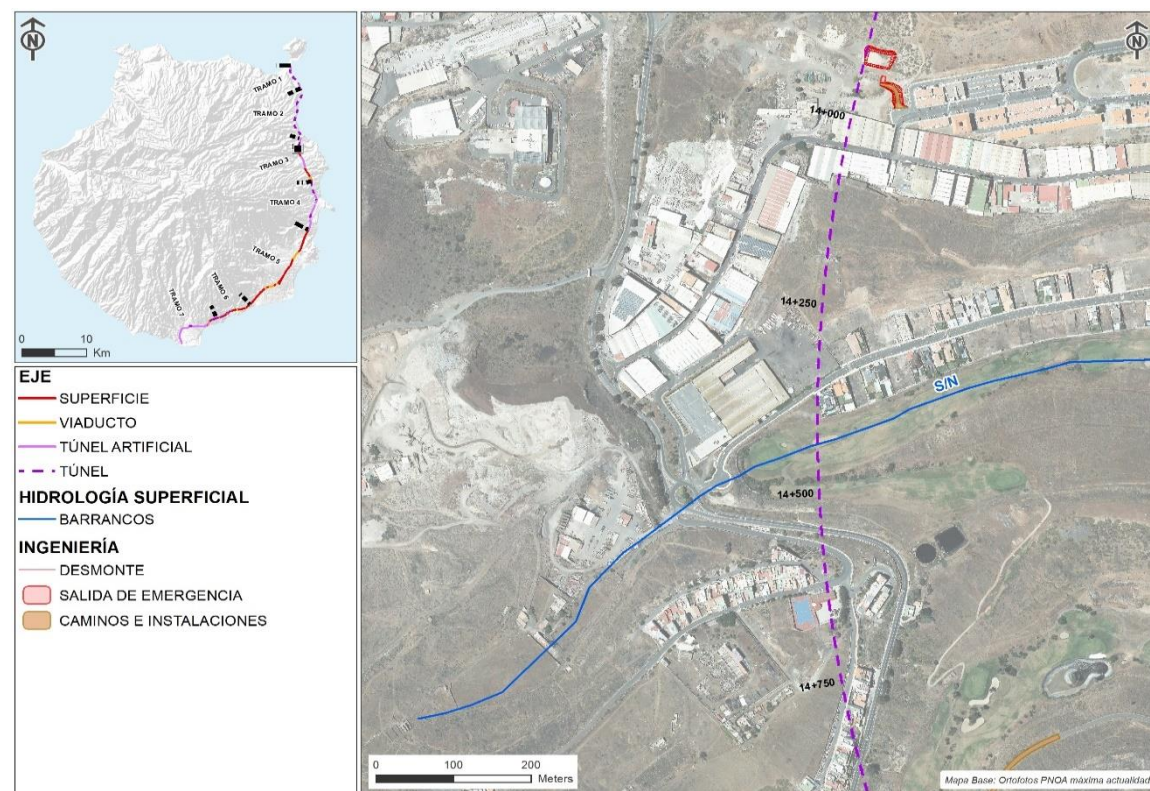 N
TRAMO 1
TRAMO 2
TRAMO 3
TRAMO 4
TRAMO 5
TRAMO 6
TRAMO 7
0 10
Km
EJE
SUPERFICIE
VIADUCTO
TÚNEL ARTIFICIAL
TÚNEL
HIDROLOGÍA SUPERFICIAL
BARRANCOS
INGENIERÍA
DESMONTE
SALIDA DE EMERGENCIA
CAMINOS E INSTALACIONES
N
14+000
14+250
S/N
14+500
14+750
0 100 200
Meters
Mapa Base: Ortofotos PNOA máxima actualidad